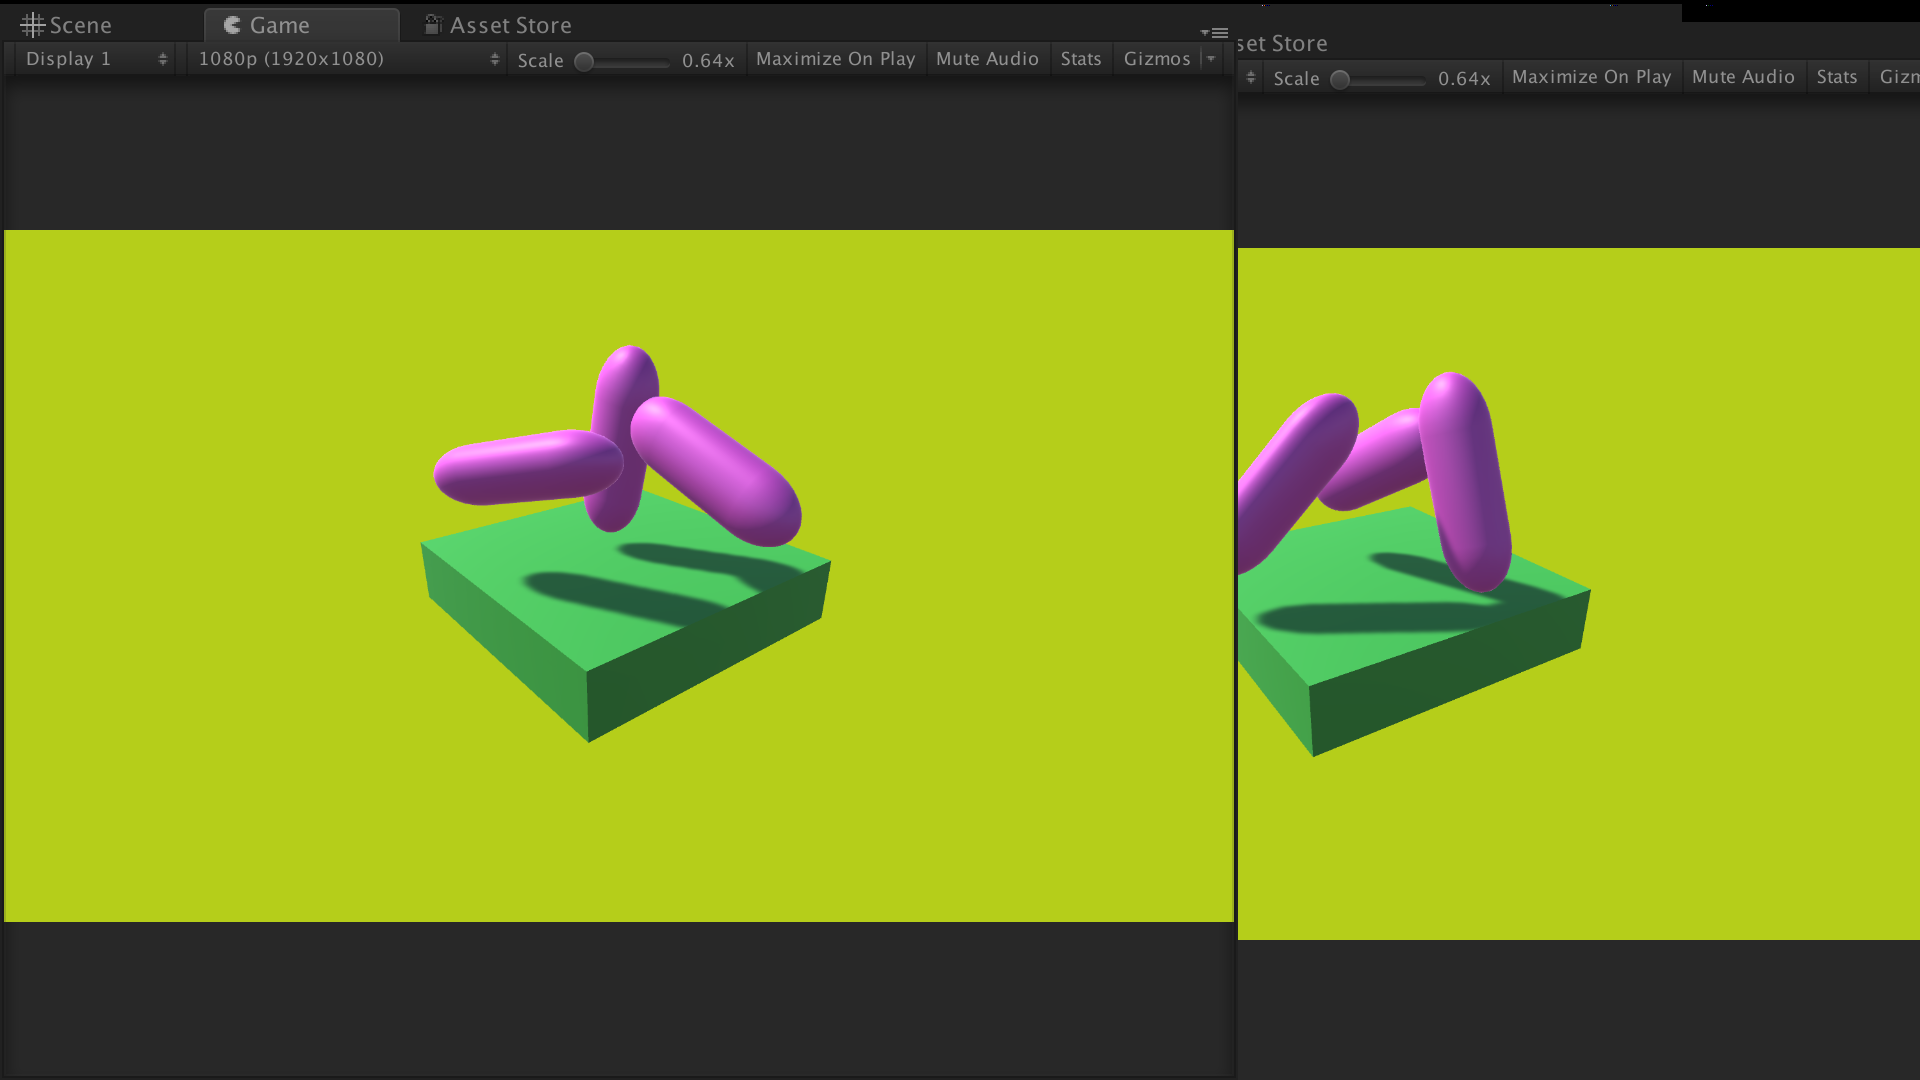 Scene Game Asset Store
Display 1 1080p (1920x1080) Scale 0.64x Maximize On Play Mute Audio Stats Gizmos
set Store
Scale 0.64x Maximize On Play Mute Audio Stats Gizm